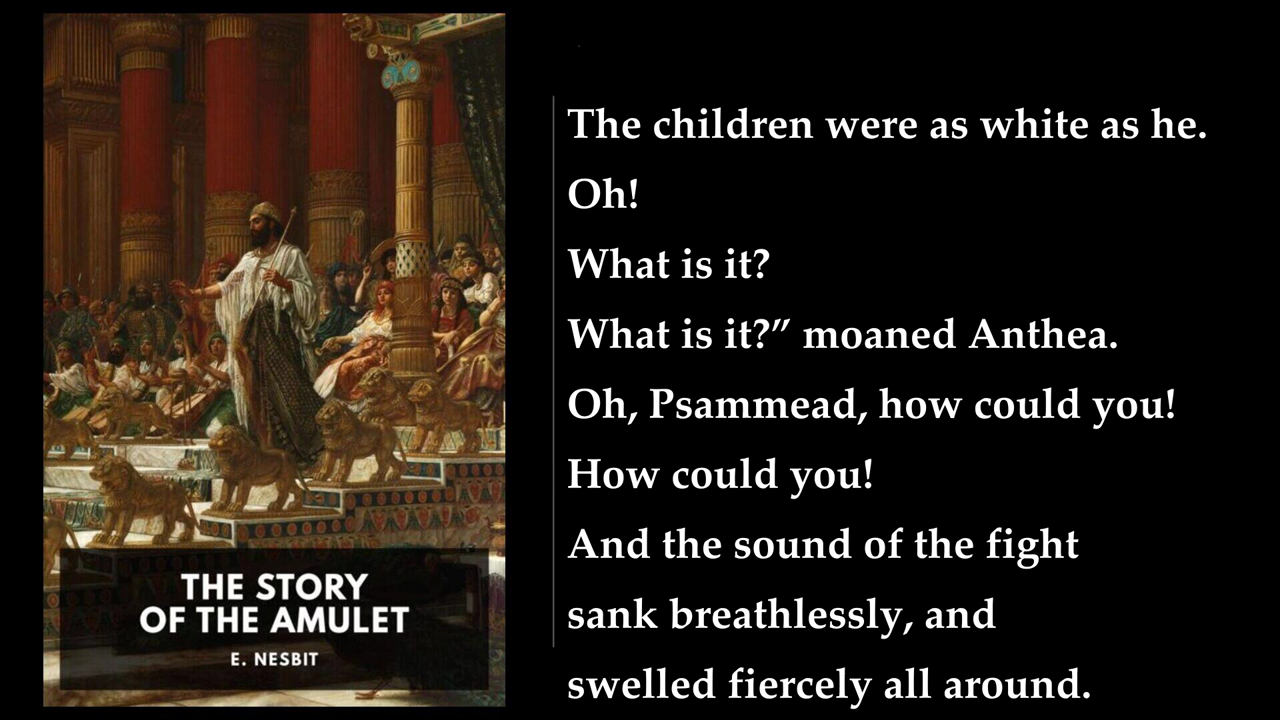 THE STORY
OF THE AMULET
E. NESBIT
The children were as white as he.
Oh!
What is it?
What is it?” moaned Anthea.
Oh, Psammead, how could you!
How could you!
And the sound of the fight
sank breathlessly, and
swelled fiercely all around.